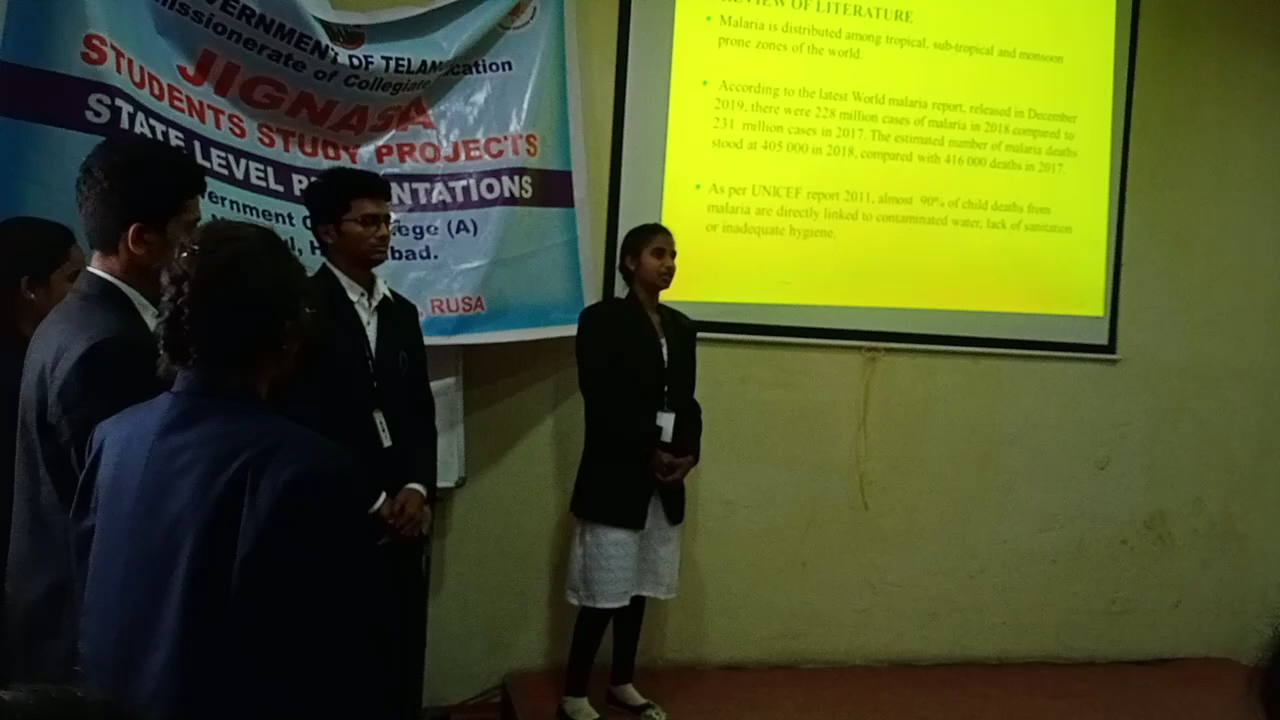 VERNMENT OF TELAN
missionerate of Collegiate cation
JIGNASA
STUDENTS STUDY PROJECTS
STATE LEVEL P NTATIONS
ernment C ege (A)
l, H bad.
, RUSA
REVIEW OF LITERATURE
• Malaria is distributed among tropical, sub-tropical and monsoon
prone zones of the world.
• According to the latest World malaria report, released in December
2019, there were 228 million cases of malaria in 2018 compared to
231 million cases in 2017. The estimated number of malaria deaths
stood at 405 000 in 2018, compared with 416 000 deaths in 2017.
• As per UNICEF report 2011, almost 90% of child deaths from
malaria are directly linked to contaminated water, lack of sanitation
or inadequate hygiene.